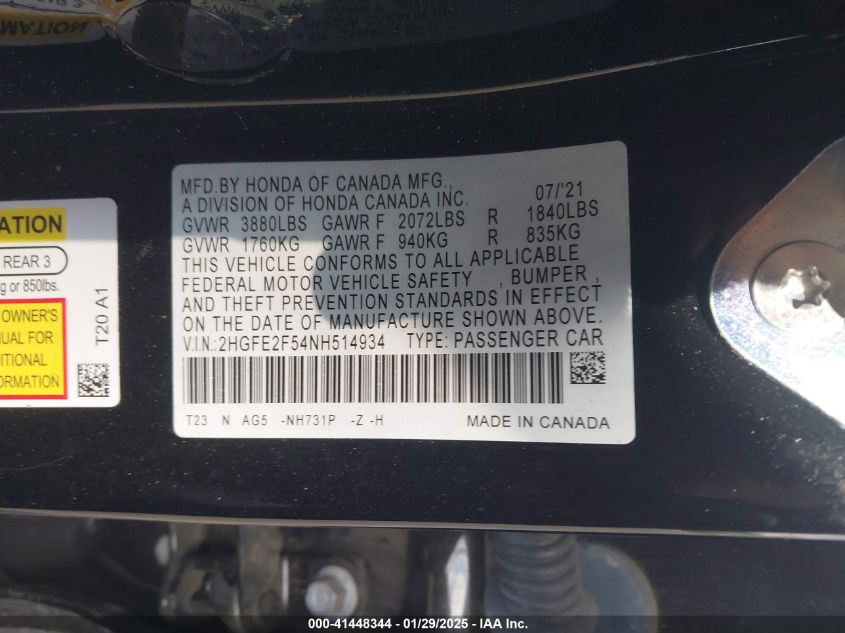 MFD.BY HONDA OF CANADA MFG.,
A DIVISION OF HONDA CANADA INC. 07/'21
GVWR 3880LBS GAWR F 2072LBS R 1840LBS
GVWR 1760KG GAWR F 940KG R 835KG
THIS VEHICLE CONFORMS TO ALL APPLICABLE
FEDERAL MOTOR VEHICLE SAFETY , BUMPER ,
AND THEFT PREVENTION STANDARDS IN EFFECT
ON THE DATE OF MANUFACTURE SHOWN ABOVE.
V.I.N.:2HGFE2F54NH514934 TYPE: PASSENGER CAR
T23 N AG5 -NH731P -Z -H MADE IN CANADA
ATION
REAR 3
g or 850lbs.
OWNER'S
UAL FOR
ITIONAL
FORMATION
T20 A1
000-41448344 / 01/29/2025 - IAA Inc.